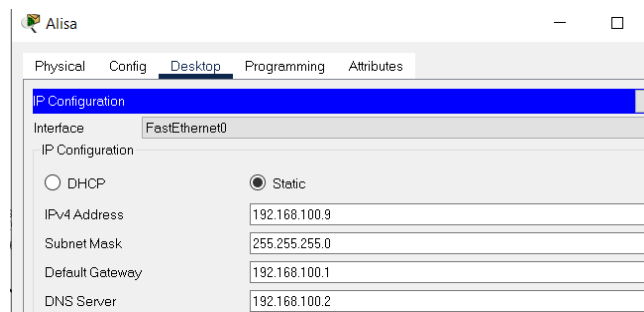 Alisa
Physical Config Desktop Programming Attributes
IP Configuration
Interface FastEthernet0
IP Configuration
DHCP Static
IPv4 Address 192.168.100.9
Subnet Mask 255.255.255.0
Default Gateway 192.168.100.1
DNS Server 192.168.100.2